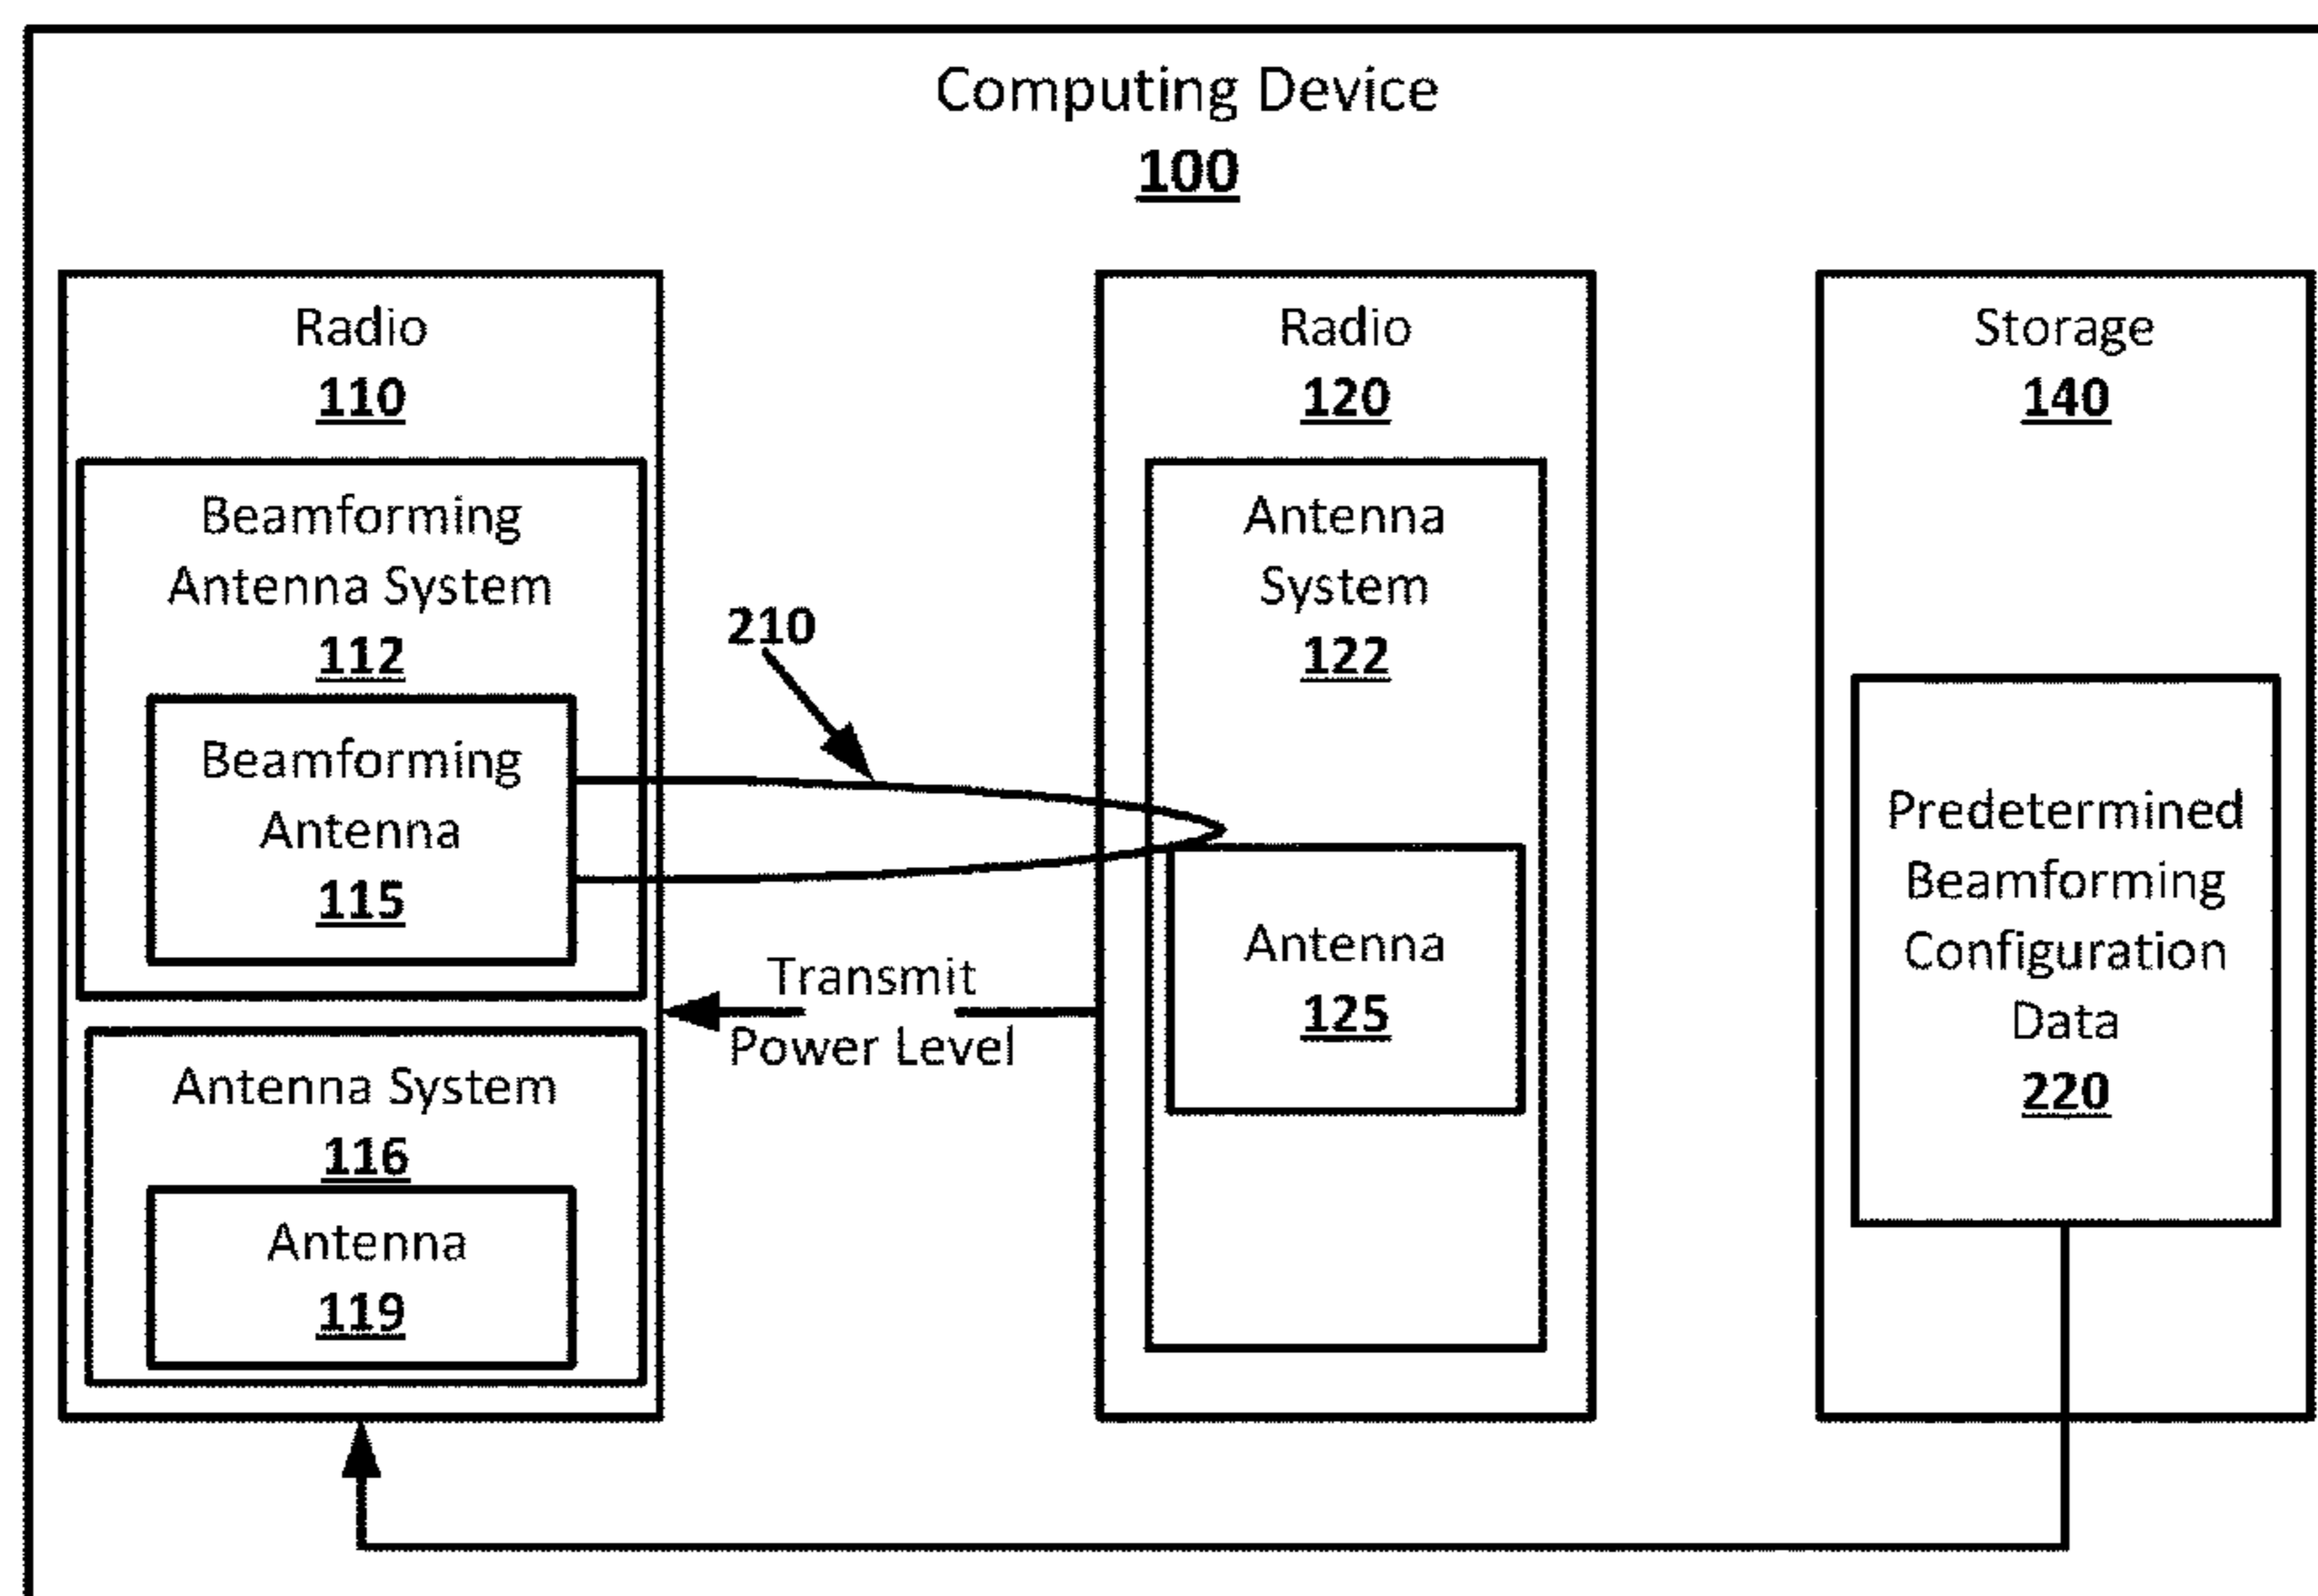 Computing Device
100
Radio
110
Beamforming
Antenna System
112
Beamforming
Antenna
115
Antenna System
116
Antenna
119
210
Transmit
Power Level
Radio
120
Antenna
System
122
Antenna
125
Storage
140
Predetermined
Beamforming
Configuration
Data
220